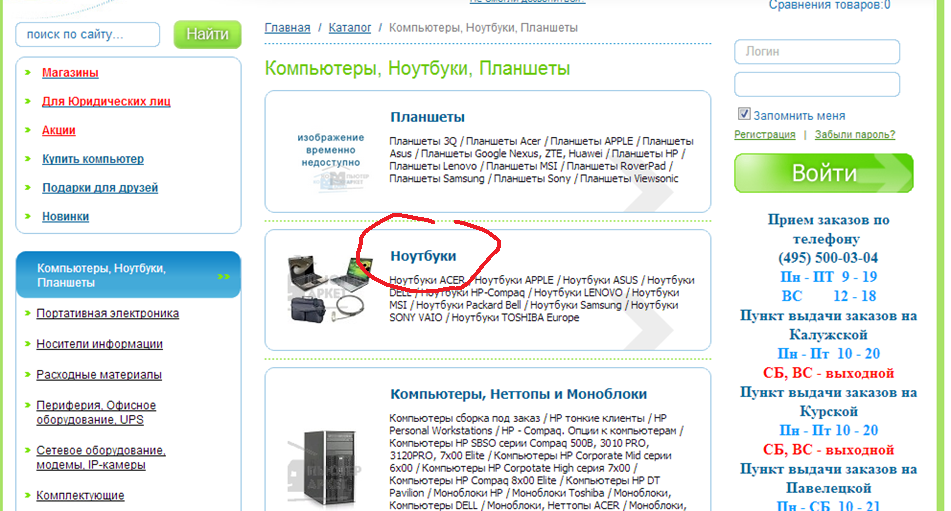 Сравнения товаров:0
поиск по сайту...
Найти
Магазины
Для Юридических лиц
Акции
Купить компьютер
Подарки для друзей
Новинки
Компьютеры, Ноутбуки,
Планшеты
Портативная электроника
Носители информации
Расходные материалы
Периферия, Офисное
оборудование, UPS
Сетевое оборудование,
модемы, IP-камеры
Комплектующие
Главная / Каталог / Компьютеры, Ноутбуки, Планшеты
Компьютеры, Ноутбуки, Планшеты
изображение
временно
недоступно
Планшеты
Планшеты 3Q / Планшеты Acer / Планшеты APPLE / Планшеты
Asus / Планшеты Google Nexus, ZTE, Huawei / Планшеты HP /
Планшеты Lenovo / Планшеты MSI / Планшеты RoverPad /
Планшеты Samsung / Планшеты Sony / Планшеты Viewsonic
Ноутбуки
Ноутбуки ACER / Ноутбуки APPLE / Ноутбуки ASUS / Ноутбуки
DELL / Ноутбуки HP-Compaq / Ноутбуки LENOVO / Ноутбуки
MSI / Ноутбуки Packard Bell / Ноутбуки Samsung / Ноутбуки
SONY VAIO / Ноутбуки TOSHIBA Europe
Компьютеры, Неттопы и Моноблоки
Компьютеры сборка под заказ / HP тонкие клиенты / HP
Personal Workstations / HP - Compaq. Опции к компьютерам /
Компьютеры HP SBSO серии Compaq 500B, 3010 PRO,
3120PRO, 7x00 Elite / Компьютеры HP Corporate Mid серии
6x00 / Компьютеры HP Corpotate High серия 7x00 /
Компьютеры HP Compaq 8x00 Elite / Компьютеры HP DT
Pavilion / Моноблоки HP / Моноблоки Toshiba / Моноблоки,
Компьютеры DELL / Моноблоки, Неттопы ACER / Моноблоки,
Логин
Запомнить меня
Регистрация | Забыли пароль?
Войти
Прием заказов по
телефону
(495) 500-03-04
Пн - ПТ 9 - 19
ВС 12 - 18
Пункт выдачи заказов на
Калужской
Пн - Пт 10 - 20
СБ, ВС - выходной
Пункт выдачи заказов на
Курской
Пн - Пт 10 - 20
СБ, ВС - выходной
Пункт выдачи заказов на
Павелецкой
Пн - СБ 10 - 21